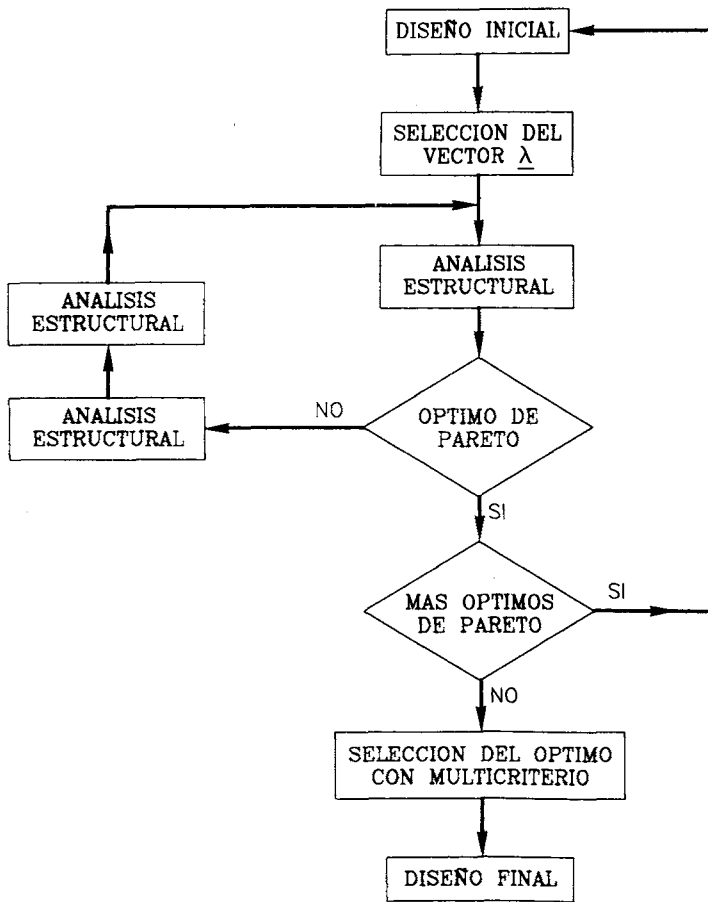 DISEÑO INICIAL
SELECCION DEL
VECTOR λ
ANALISIS
ESTRUCTURAL
ANALISIS
ESTRUCTURAL
ANALISIS
ESTRUCTURAL
NO
OPTIMO DE
PARETO
SI
MAS OPTIMOS
DE PARETO
SI
NO
SELECCION DEL OPTIMO
CON MULTICRITERIO
DISEÑO FINAL